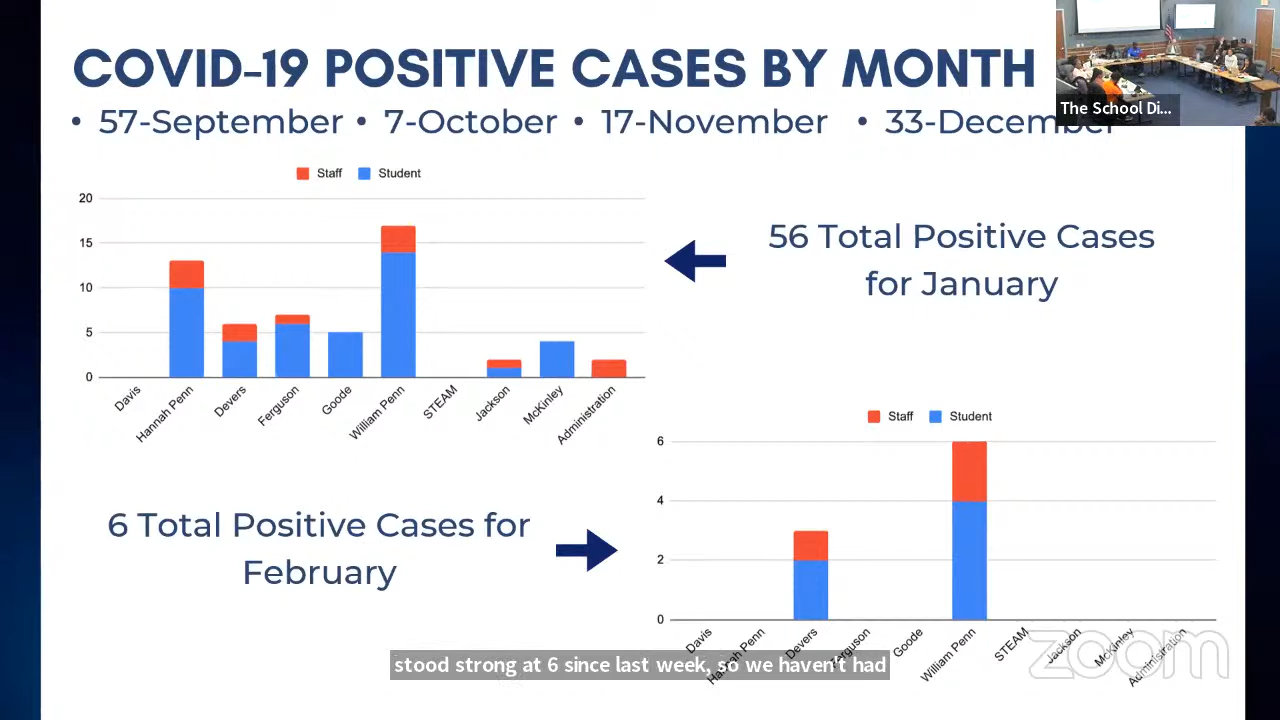 COVID-19 POSITIVE CASES BY MONTH
• 57-September • 7-October • 17-November • 33-December
The School Di...
Staff Student
20
15
10
5
0
Davis
Hannah Penn
Devers
Ferguson
Goode
William Penn
STEAM
Jackson
McKinley
Administration
56 Total Positive Cases
for January
6 Total Positive Cases for
February
Staff Student
6
4
2
0
Davis
Hannah Penn
Devers
Ferguson
Goode
William Penn
STEAM
Jackson
McKinley
Administration
stood strong at 6 since last week, so we haven't had
zoom